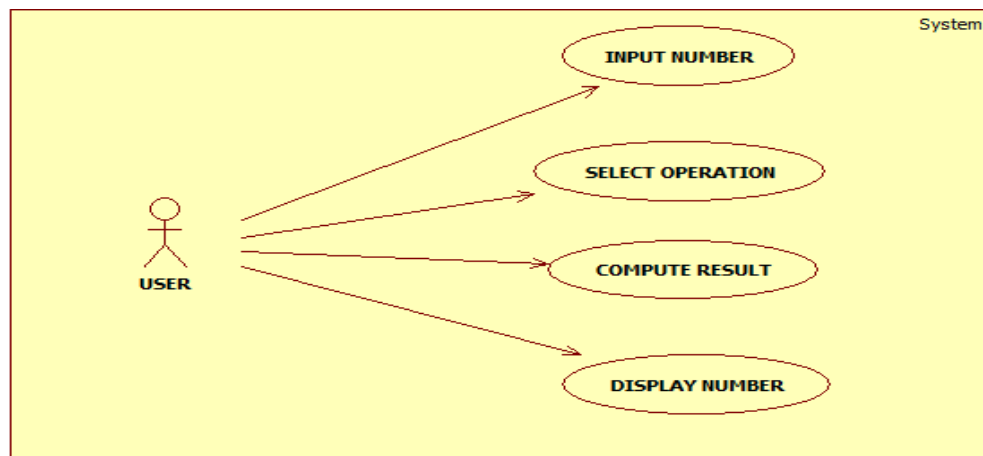 System
INPUT NUMBER
SELECT OPERATION
USER
COMPUTE RESULT
DISPLAY NUMBER